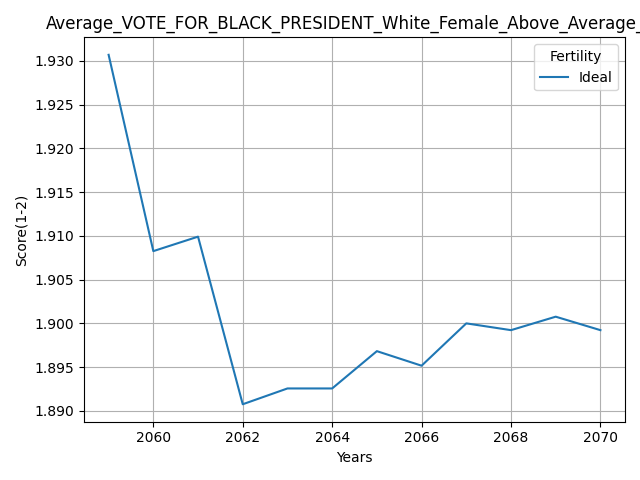 Average_VOTE_FOR_BLACK_PRESIDENT_White_Female_Above_Average_
Fertility
Ideal
1.930
1.925
1.920
1.915
1.910
1.905
1.900
1.895
1.890
Score(1-2)
2060 2062 2064 2066 2068 2070
Years